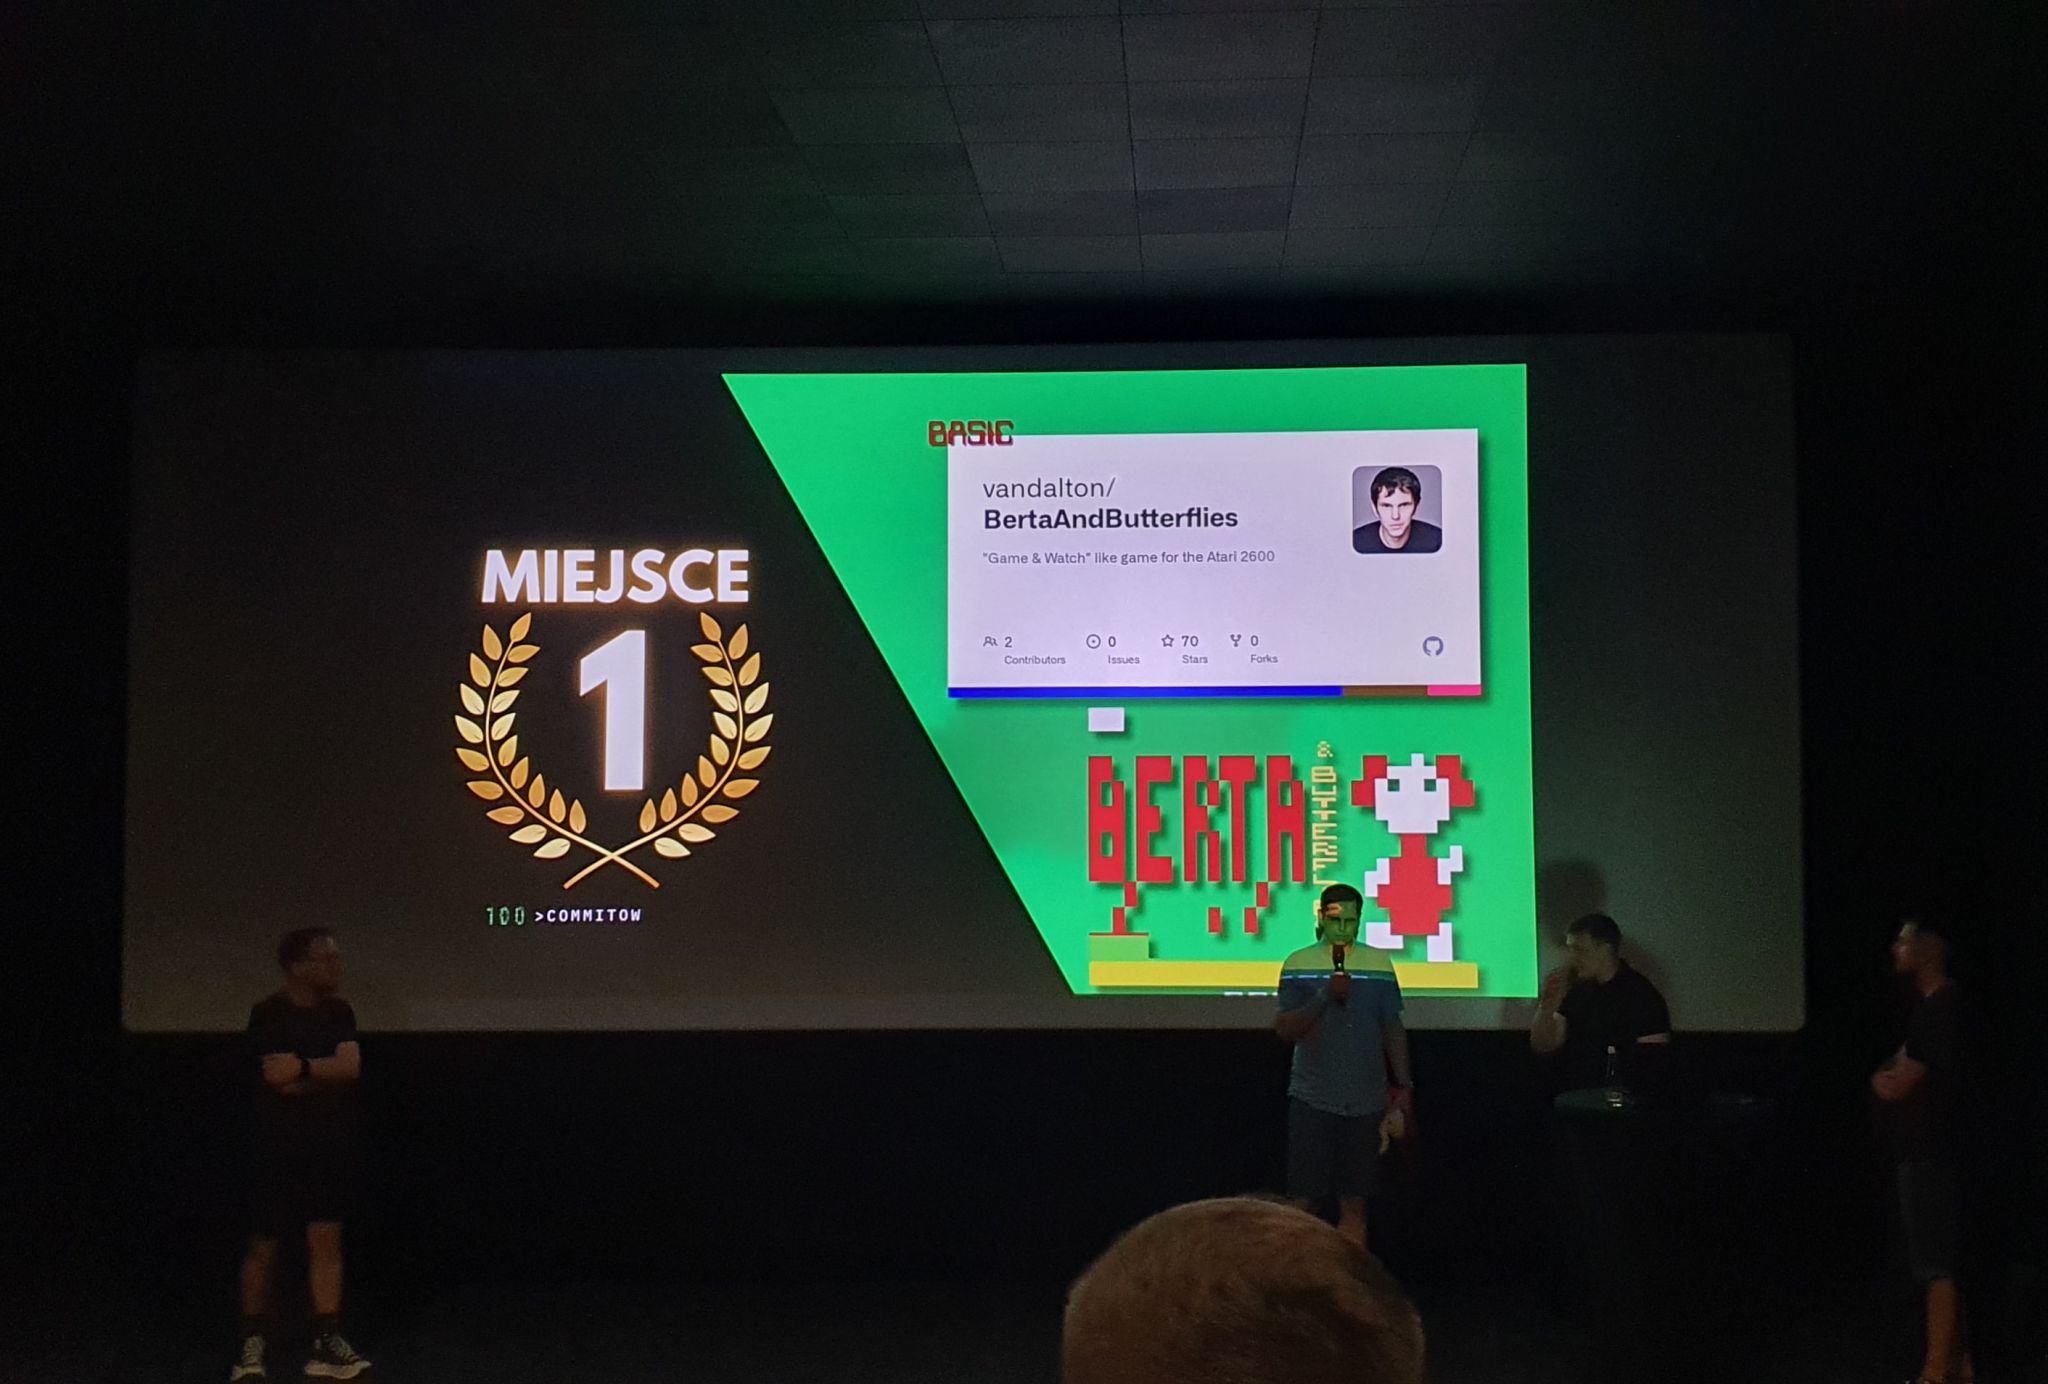 MIEJSCE
1
100 >COMMITOW
BASIC
vandalton/
BertaAndButterflies
"Game & Watch" like game for the Atari 2600
2
Contributors
0
Issues
70
Stars
0
Forks
BERTA
&